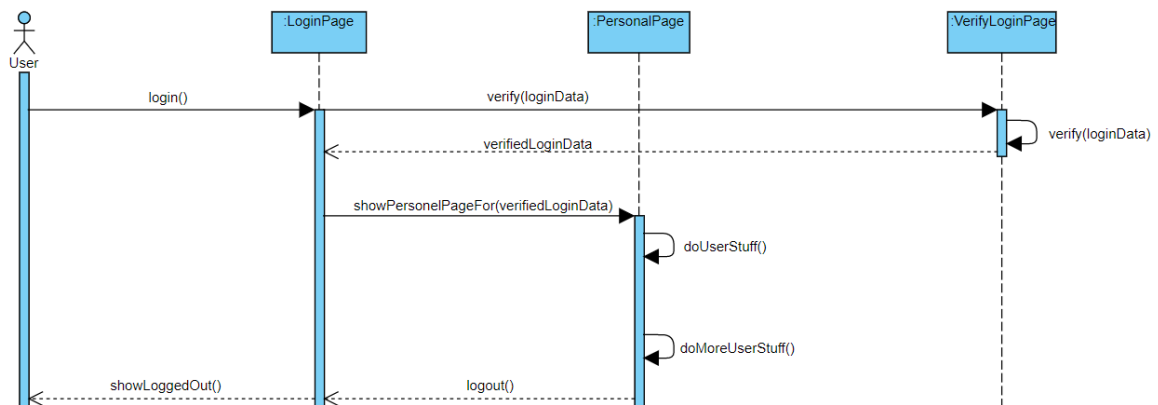 :LoginPage
:PersonalPage
:VerifyLoginPage
User
login()
verify(loginData)
verify(loginData)
verifiedLoginData
showPersonelPageFor(verifiedLoginData)
doUserStuff()
doMoreUserStuff()
showLoggedOut()
logout()